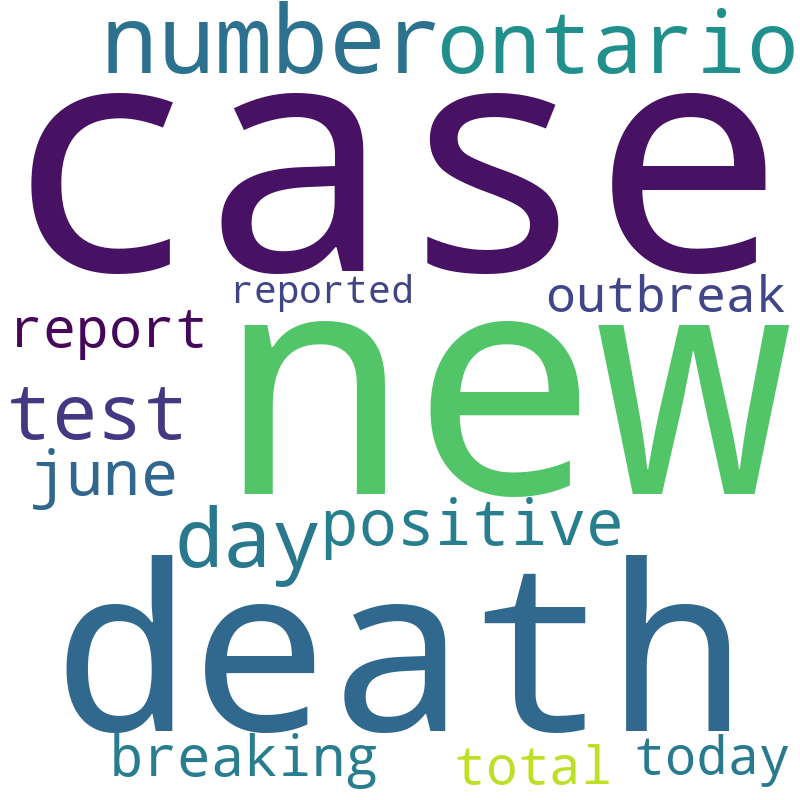 number ontario
case
reported outbreak
report
new
test
june
positive
day
death
breaking total today